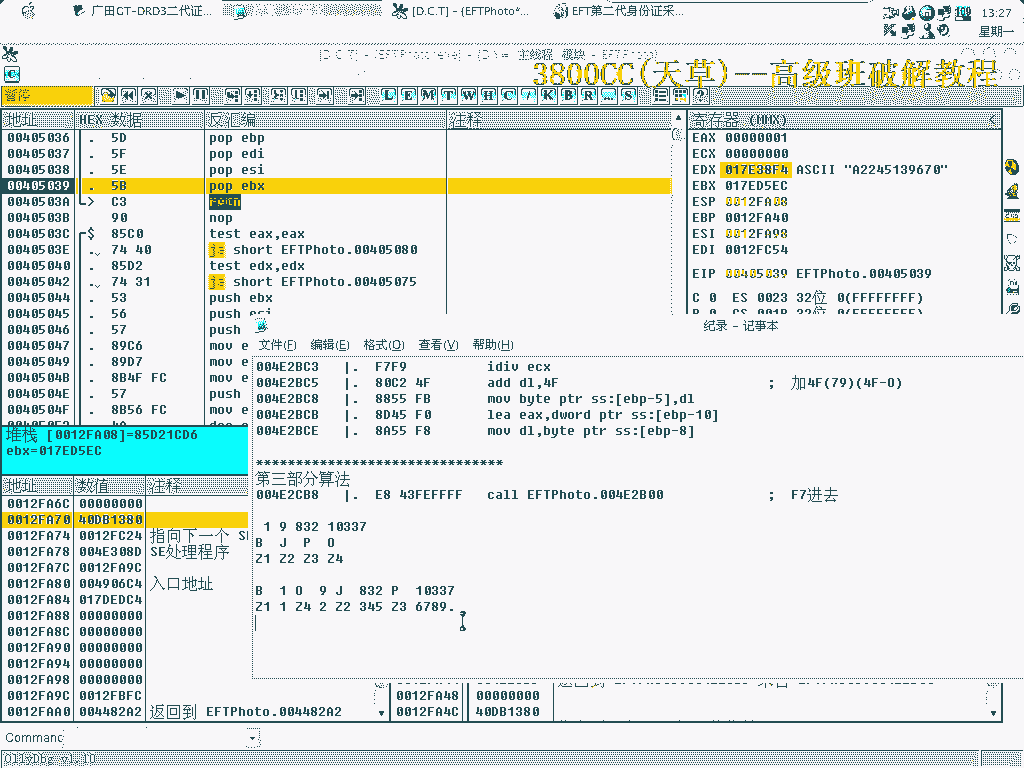 广田GT-DRD3二代证... [D.C.T] - (EFTPhoto*... EFT第二代身份证采... 13:27
星期一
3800CC(天草)--高级班破解教程
暂停 L E M T W H C / K B R ... S ?
地址 HEX 数据 反汇编 注释 寄存器 (MMX)
00405036 . 5D pop ebp EAX 00000001
00405037 . 5F pop edi ECX 00000000
00405038 . 5E pop esi EDX 017E38F4 ASCII "A2245139670"
00405039 . 5B pop ebx EBX 017ED5EC
0040503A > C3 retn ESP 0012FA08
0040503B 90 nop EBP 0012FA40
0040503C $ 85C0 test eax,eax ESI 0012FA98
0040503E . 74 40 je short EFTPhoto.00405080 EDI 0012FC54
00405040 . 85D2 test edx,edx EIP 00405039 EFTPhoto.00405039
00405042 . 74 31 je short EFTPhoto.00405075
00405044 . 53 push ebx C 0 ES 0023 32位 0(FFFFFFFF)
00405045 . 56 push esi
00405046 . 57 push
00405047 . 89C6 mov e
00405049 . 89D7 mov e
0040504B . 8B4F FC mov e
0040504E . 57 push
0040504F . 8B56 FC mov e
纪录 - 记事本
文件(F) 编辑(E) 格式(O) 查看(V) 帮助(H)
004E2BC3 |. F7F9 idiv ecx
004E2BC5 |. 80C2 4F add dl,4F ; 加4F(79)(4F-O)
004E2BC8 |. 8855 FB mov byte ptr ss:[ebp-5],dl
004E2BCB |. 8D45 F0 lea eax,dword ptr ss:[ebp-10]
004E2BCE |. 8A55 F8 mov dl,byte ptr ss:[ebp-8]
*******************************
第三部分算法
004E2CB8 |. E8 43FEFFFF call EFTPhoto.004E2B00 ; F7进去
1 9 832 10337
B J P O
Z1 Z2 Z3 Z4
B 1 O 9 J 832 P 10337
Z1 1 Z4 2 Z2 345 Z3 6789.
堆栈 [0012FA08]=85D21CD6
ebx=017ED5EC
地址 数值 注释
0012FA6C 00000000
0012FA70 40DB1380
0012FA74 0012FC24 指向下一个 S
0012FA78 004E308D SE处理程序
0012FA7C 0012FA9C
0012FA80 004906C4 入口地址
0012FA84 017DEDC4
0012FA88 00000000
0012FA8C 00000000
0012FA90 00000000
0012FA94 00000000
0012FA98 00000000
0012FA9C 0012FBFC 0012FA48 00000000
0012FAA0 004482A2 返回到 EFTPhoto.004482A2 0012FA4C 40DB1380
Command